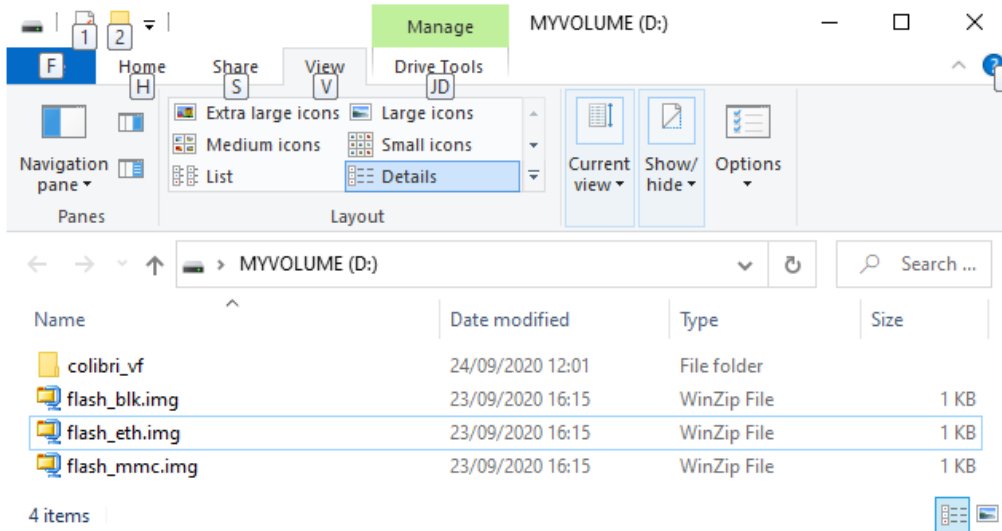 1 2 Manage MYVOLUME (D:)
F Home Share View Drive Tools ?
H S V JD
Extra large icons Large icons
Medium icons Small icons
Navigation pane List Details Current view Show/ hide Options
Panes Layout
MYVOLUME (D:) Search ...
Name Date modified Type Size
colibri_vf 24/09/2020 12:01 File folder
flash_blk.img 23/09/2020 16:15 WinZip File 1 KB
flash_eth.img 23/09/2020 16:15 WinZip File 1 KB
flash_mmc.img 23/09/2020 16:15 WinZip File 1 KB
4 items